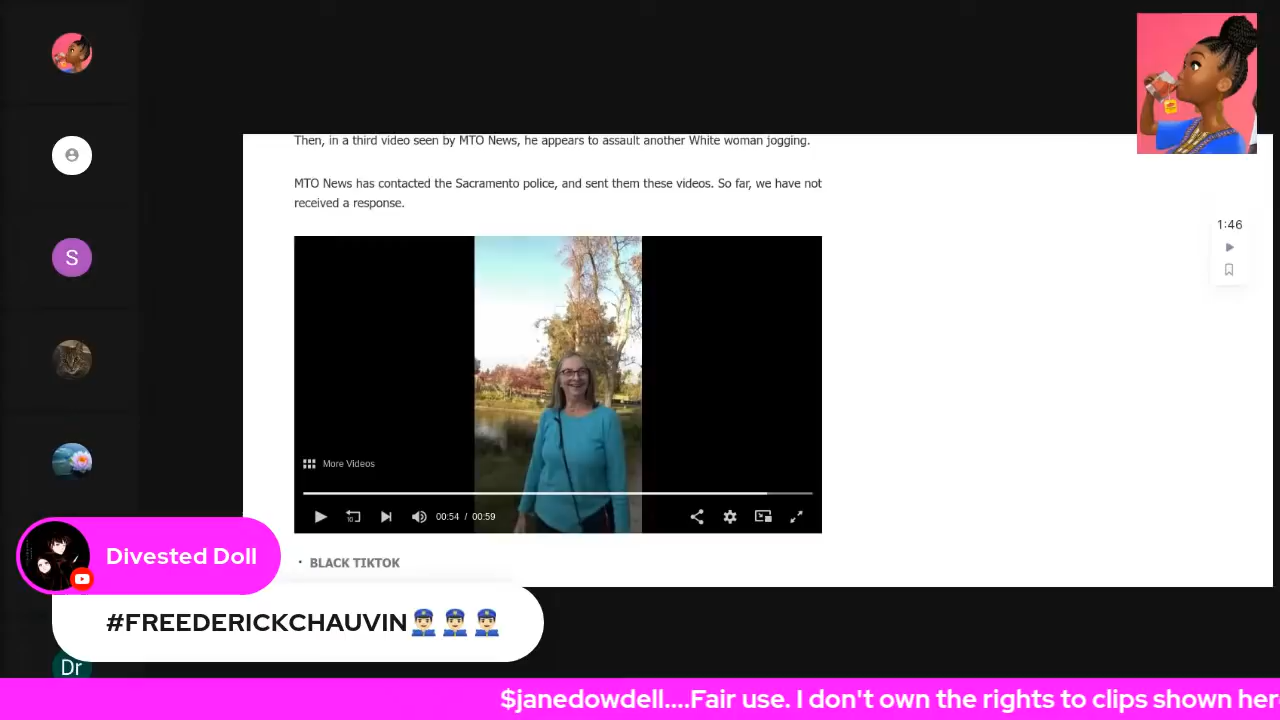 Then, in a third video seen by MTO News, he appears to assault another White woman jogging.
MTO News has contacted the Sacramento police, and sent them these videos. So far, we have not
received a response.
1:46
S
More Videos
10
00:54 / 00:59
· BLACK TIKTOK
Divested Doll
#FREEDERICKCHAUVIN👮🏻‍♂️👮🏻‍♂️👮🏻‍♂️
Dr
$janedowdell....Fair use. I don't own the rights to clips shown her